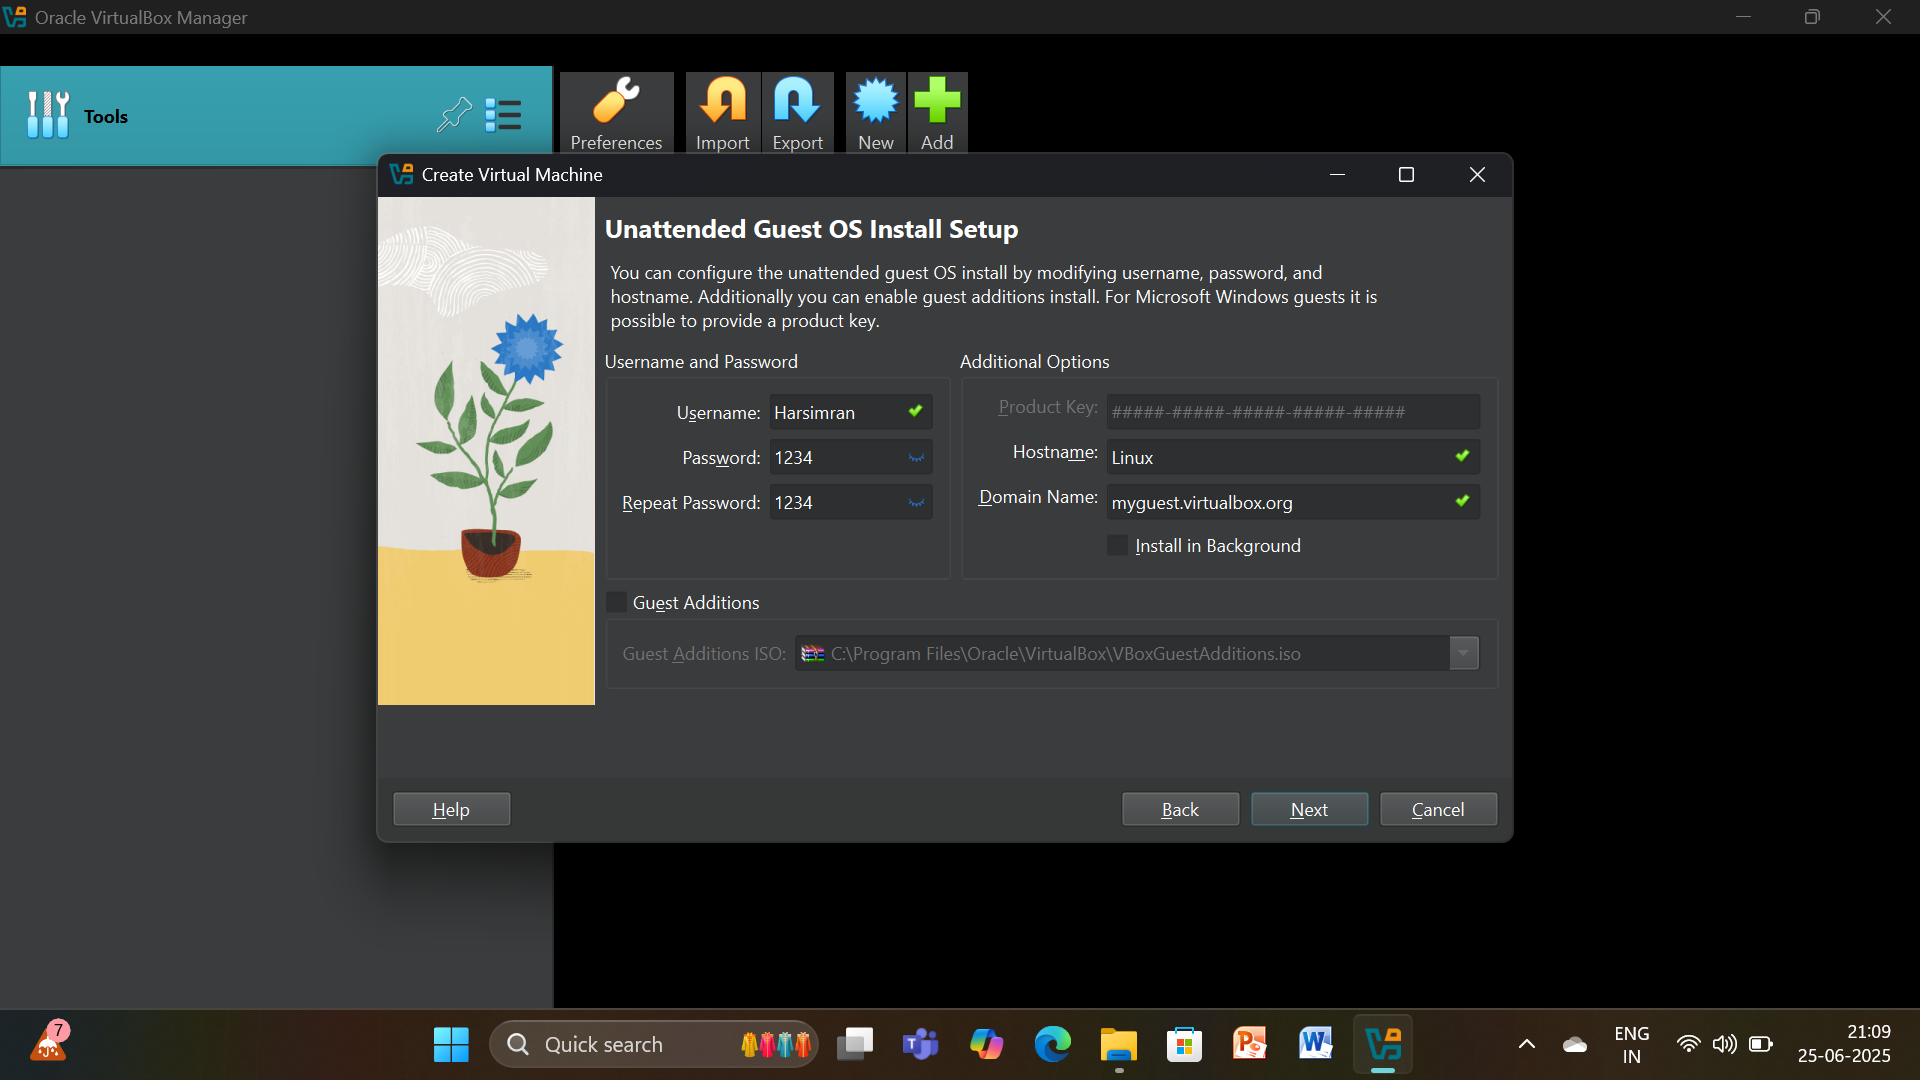 Oracle VirtualBox Manager
Tools
Preferences
Import
Export
New
Add
Create Virtual Machine
Unattended Guest OS Install Setup
You can configure the unattended guest OS install by modifying username, password, and
hostname. Additionally you can enable guest additions install. For Microsoft Windows guests it is
possible to provide a product key.
Username and Password
Username: Harsimran
Password: 1234
Repeat Password: 1234
Additional Options
Product Key: #####-#####-#####-#####-#####
Hostname: Linux
Domain Name: myguest.virtualbox.org
Install in Background
Guest Additions
Guest Additions ISO: C:\Program Files\Oracle\VirtualBox\VBoxGuestAdditions.iso
Help
Back
Next
Cancel
7
Quick search
ENG
IN
21:09
25-06-2025